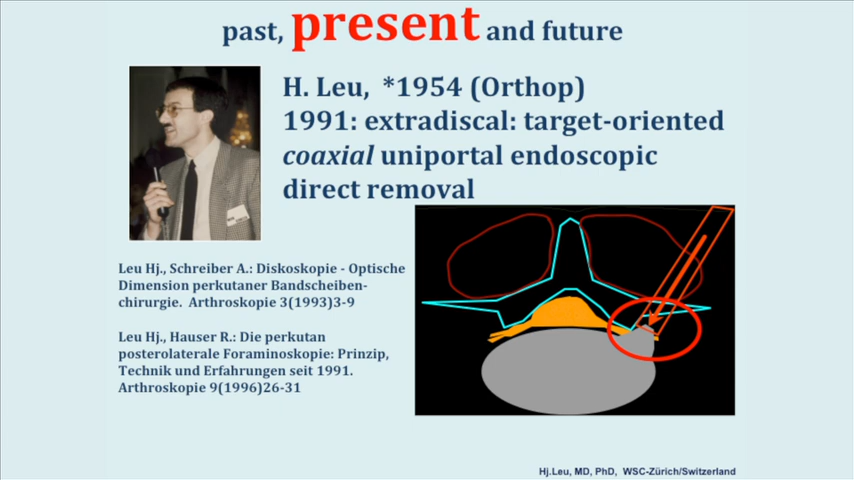 past, present and future
H. Leu, *1954 (Orthop)
1991: extradiscal: target-oriented
coaxial uniportal endoscopic
direct removal
Leu Hj., Schreiber A.: Diskoskopie - Optische
Dimension perkutaner Bandscheiben-
chirurgie. Arthroskopie 3(1993)3-9
Leu Hj., Hauser R.: Die perkutan
posterolaterale Foraminoskopie: Prinzip,
Technik und Erfahrungen seit 1991.
Arthroskopie 9(1996)26-31
Hj.Leu, MD, PhD, WSC-Zürich/Switzerland